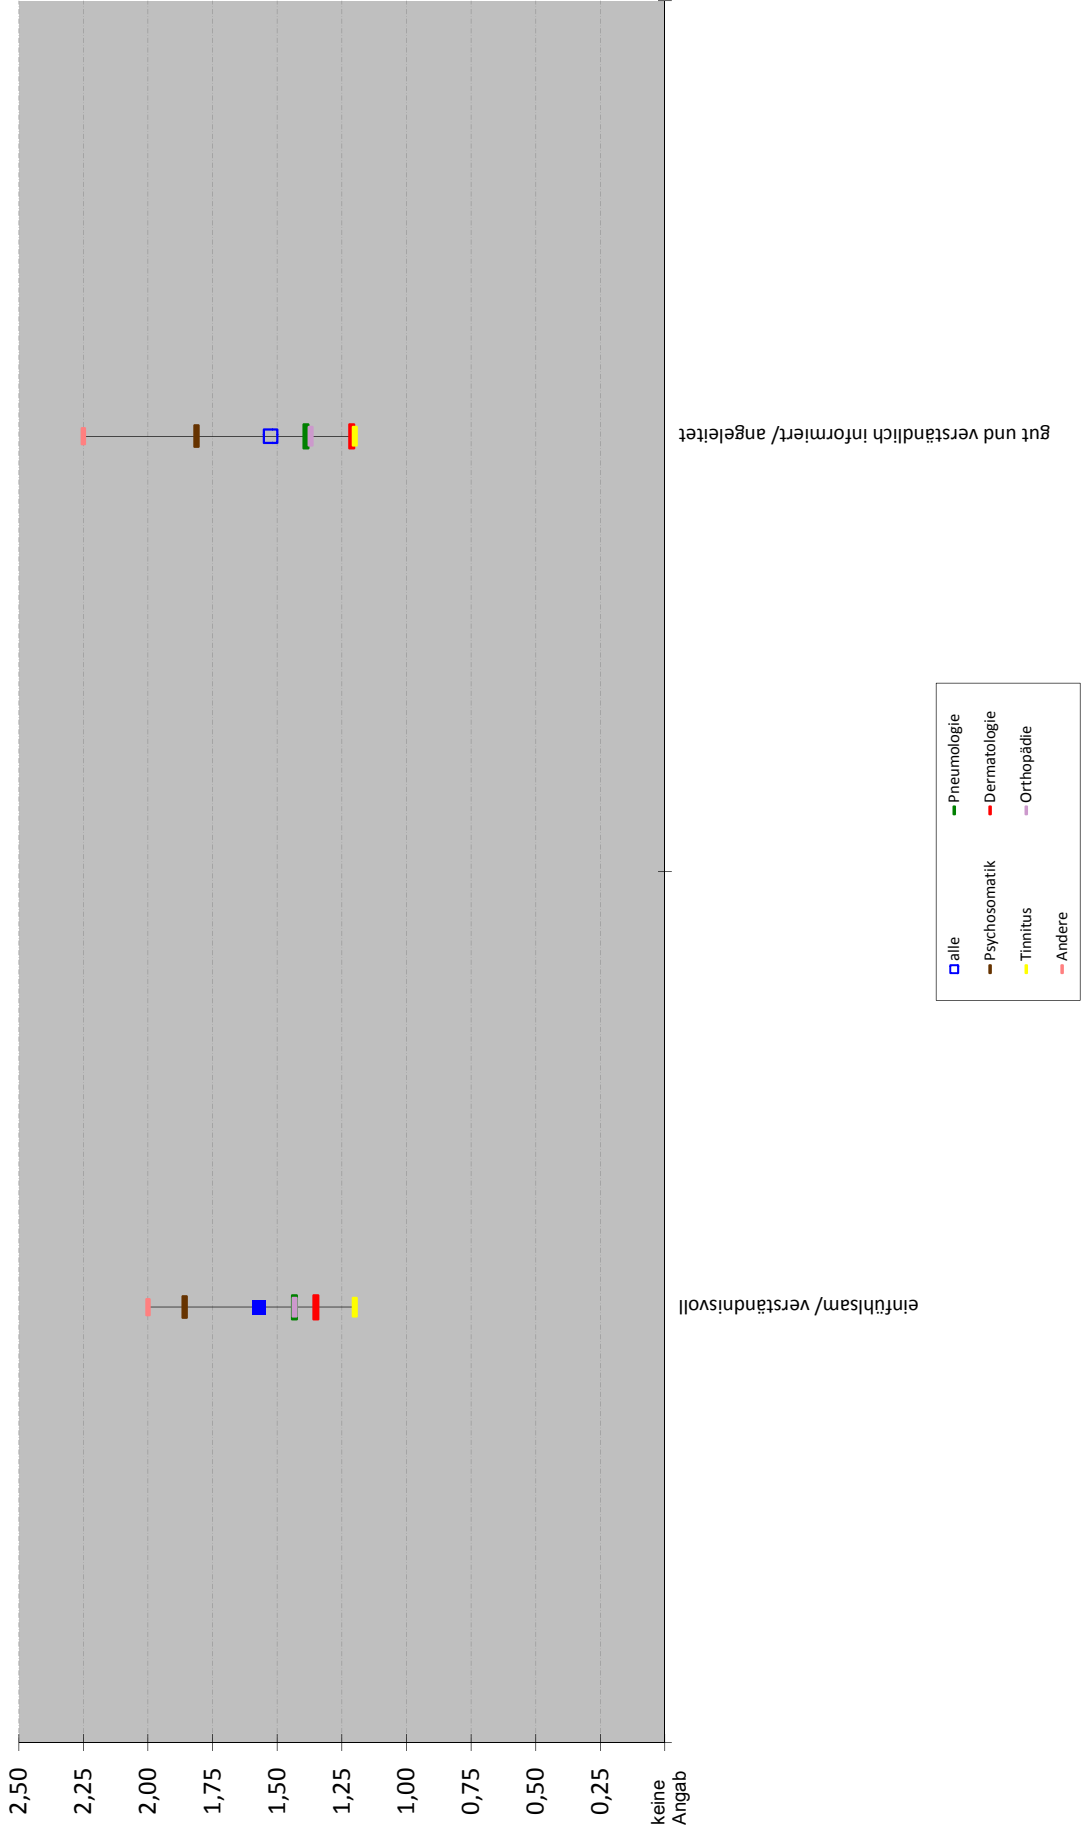 2,50
2,25
2,00
1,75
1,50
1,25
1,00
0,75
0,50
0,25
keine
Angab
einfühlsam/ verständnisvoll
gut und verständlich informiert/ angeleitet
alle
Pneumologie
Psychosomatik
Dermatologie
Tinnitus
Orthopädie
Andere